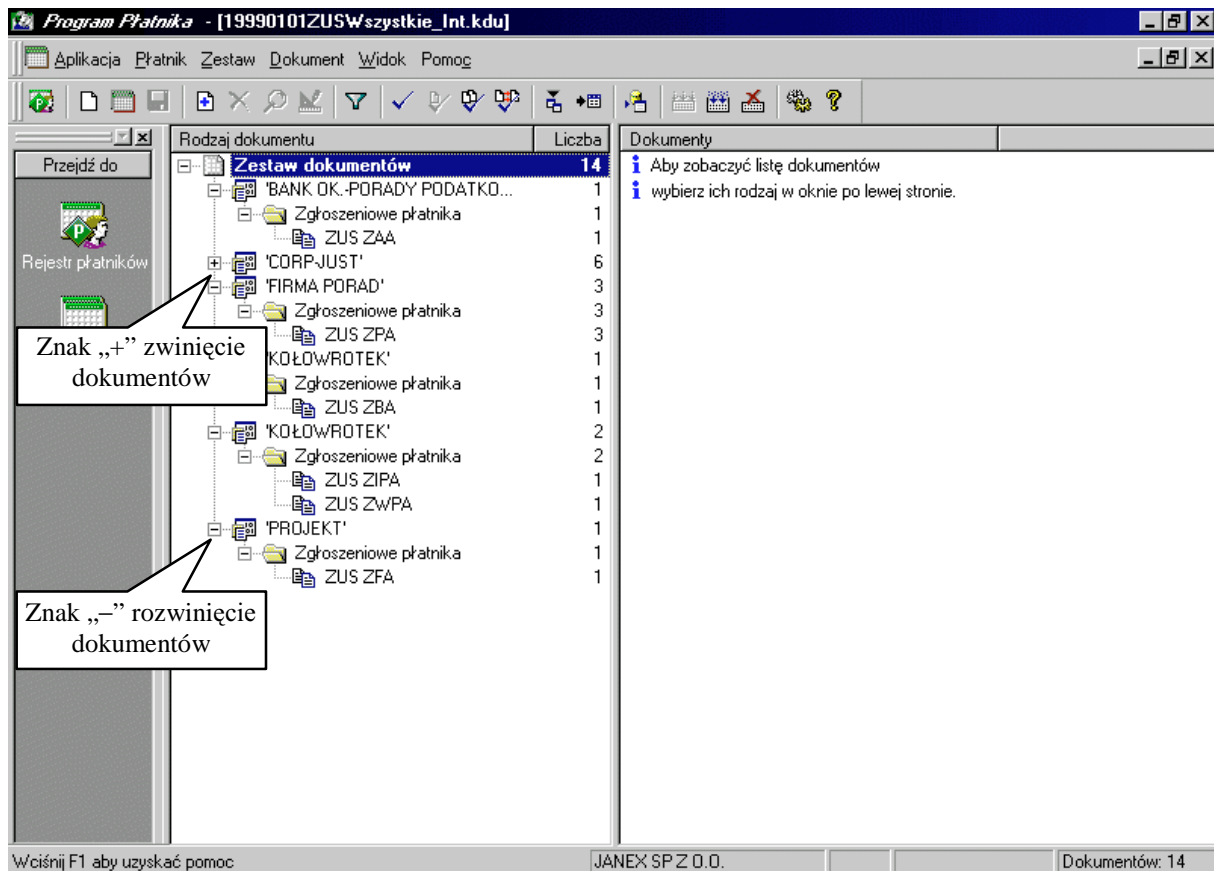 Program Płatnika - [19990101ZUSWszystkie_Int.kdu]
Aplikacja Płatnik Zestaw Dokument Widok Pomoc
Przejdź do
Rejestr płatników
Rodzaj dokumentu Liczba
Zestaw dokumentów 14
'BANK OK.-PORADY PODATKO... 1
Zgłoszeniowe płatnika 1
ZUS ZAA 1
'CORP-JUST' 6
'FIRMA PORAD' 3
Zgłoszeniowe płatnika 3
ZUS ZPA 3
'KOŁOWROTEK' 1
Zgłoszeniowe płatnika 1
ZUS ZBA 1
'KOŁOWROTEK' 2
Zgłoszeniowe płatnika 2
ZUS ZIPA 1
ZUS ZWPA 1
'PROJEKT' 1
Zgłoszeniowe płatnika 1
ZUS ZFA 1
Znak „+” zwinięcie
dokumentów
Znak „−” rozwinięcie
dokumentów
Dokumenty
Aby zobaczyć listę dokumentów
wybierz ich rodzaj w oknie po lewej stronie.
Wciśnij F1 aby uzyskać pomoc JANEX SP Z O.O. Dokumentów: 14